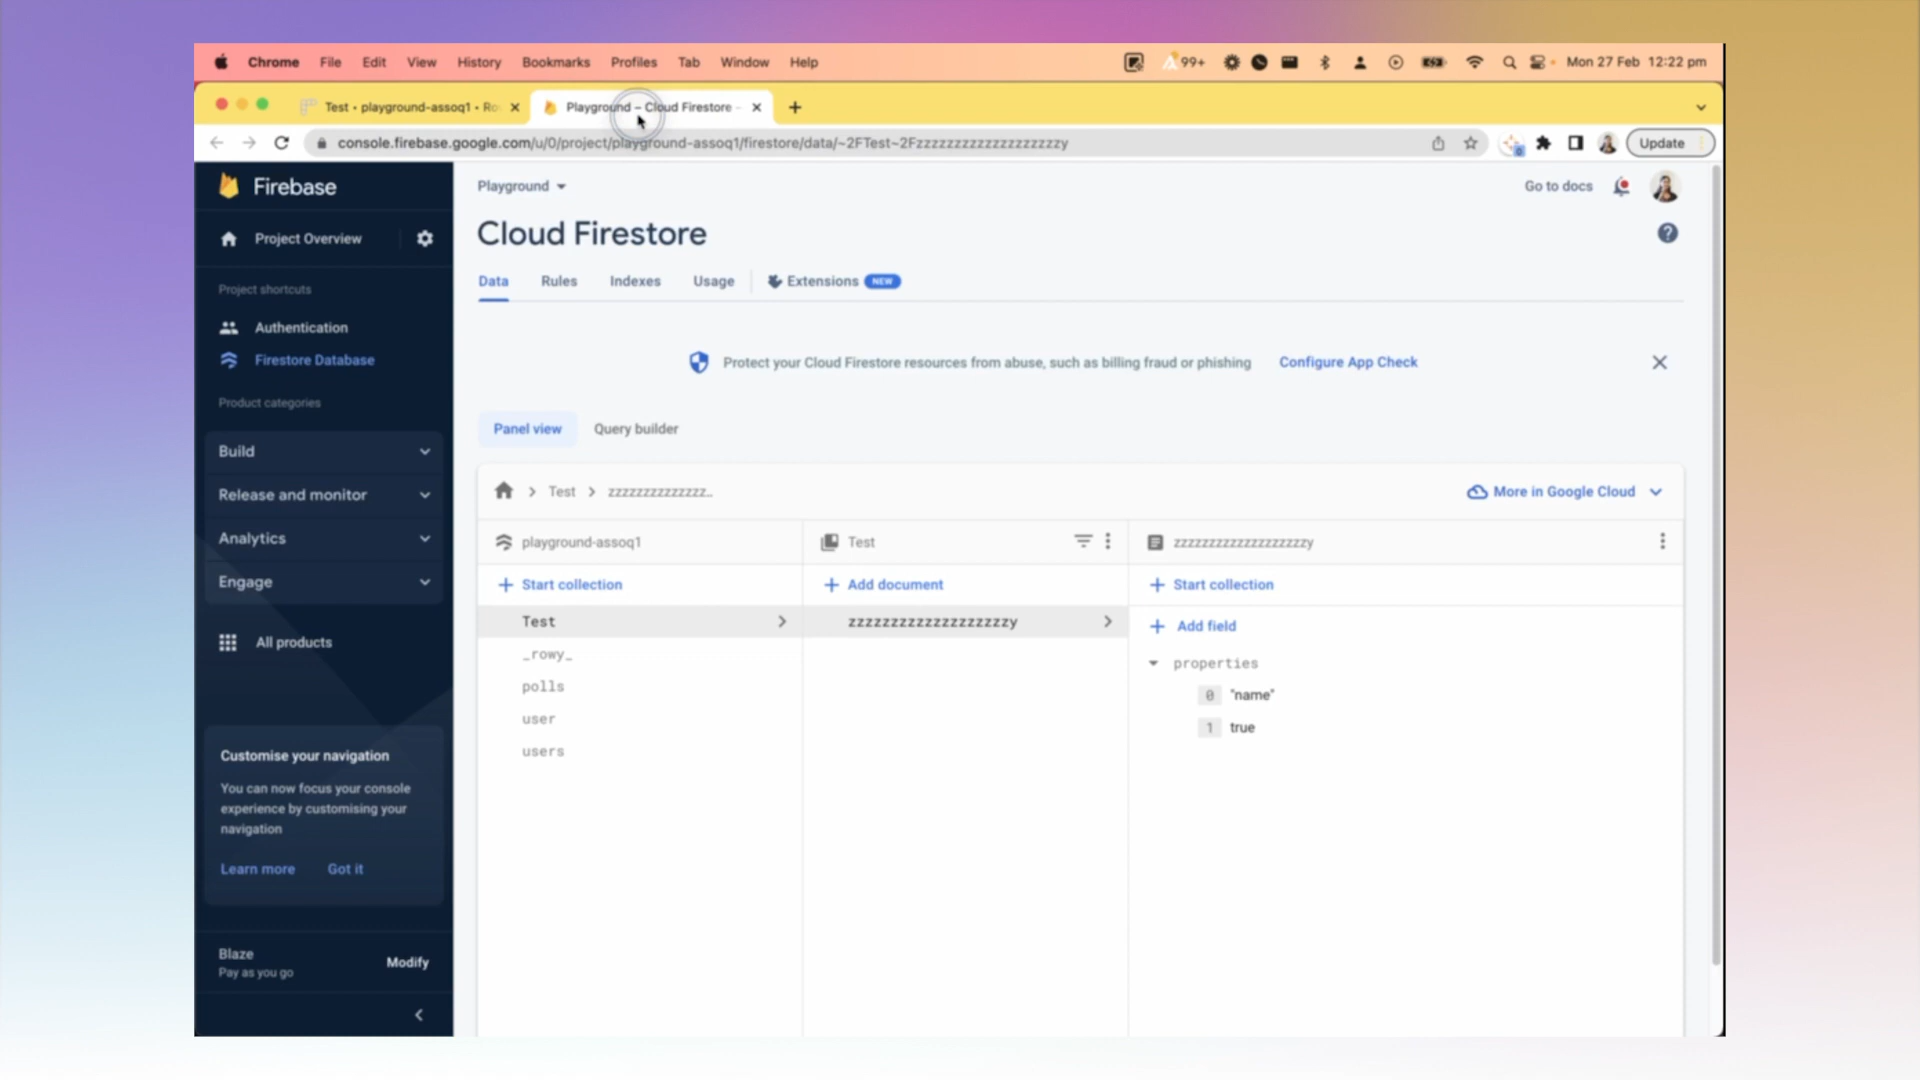 Chrome File Edit View History Bookmarks Profiles Tab Window Help 99+ Mon 27 Feb 12:22 pm
Test • playground-assoq1 • Ro Playground – Cloud Firestore –
console.firebase.google.com/u/0/project/playground-assoq1/firestore/data/~2FTest~2Fzzzzzzzzzzzzzzzzzzzy Update
Firebase
Project Overview
Project shortcuts
Authentication
Firestore Database
Product categories
Build
Release and monitor
Analytics
Engage
All products
Customise your navigation
You can now focus your console
experience by customising your
navigation
Learn more Got it
Blaze
Pay as you go
Modify
Playground Go to docs
Cloud Firestore
Data Rules Indexes Usage Extensions NEW
Protect your Cloud Firestore resources from abuse, such as billing fraud or phishing Configure App Check
Panel view Query builder
Test zzzzzzzzzzzzzz… More in Google Cloud
playground-assoq1
Start collection
Test
_rowy_
polls
user
users
Test
Add document
zzzzzzzzzzzzzzzzzzzy
zzzzzzzzzzzzzzzzzzzy
Start collection
Add field
properties
0 "name"
1 true